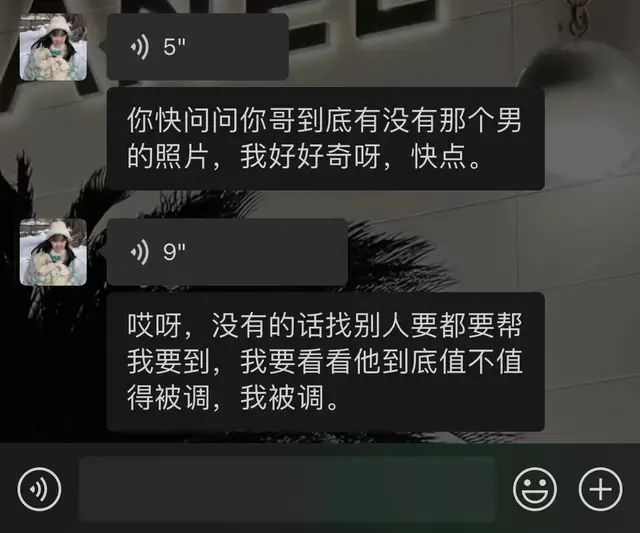 ANEL
5"
你快问问你哥到底有没有那个男
的照片，我好好奇呀，快点。
9"
哎呀，没有的话找别人要都要帮
我要到，我要看看他到底值不值
得被调，我被调。